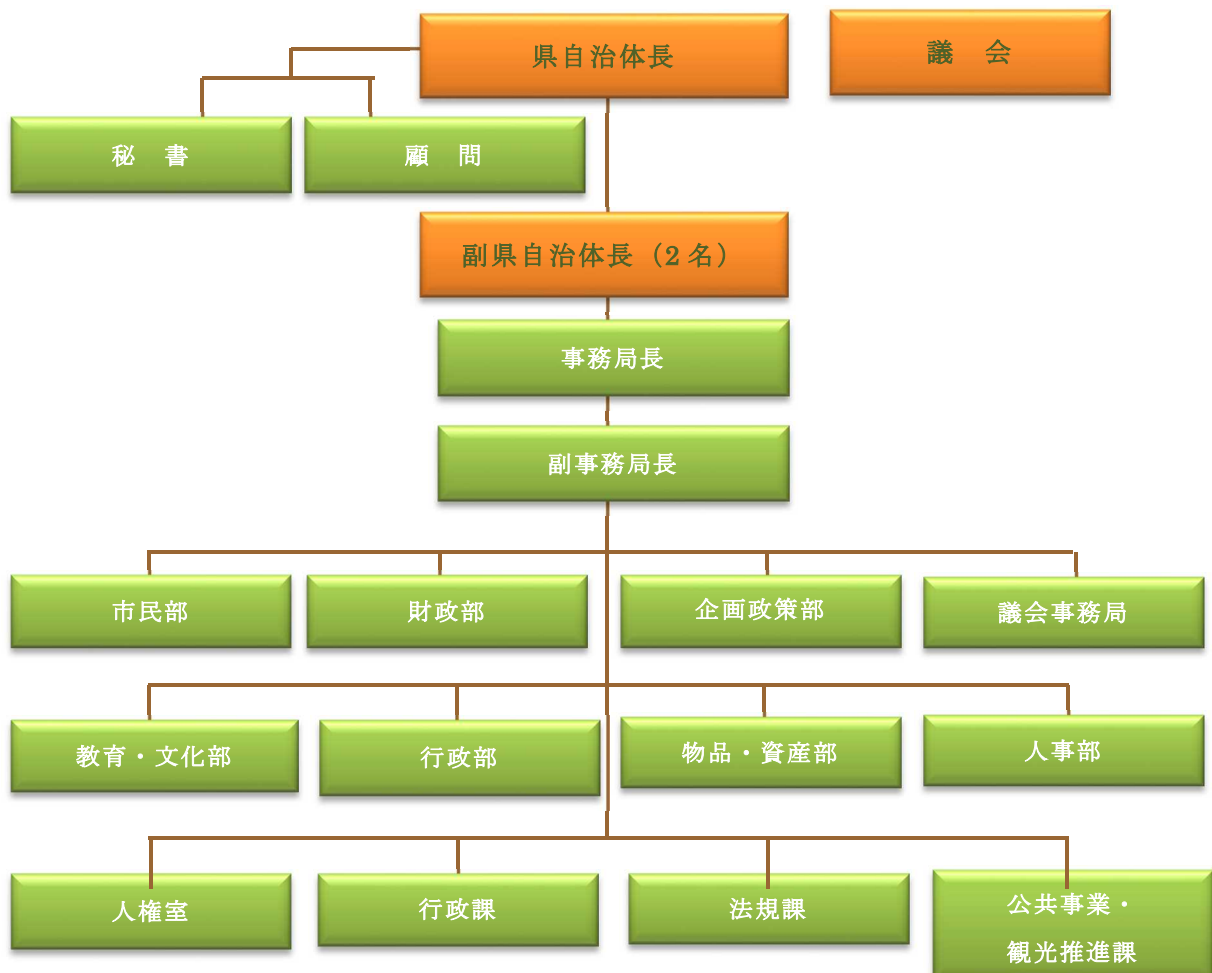 県自治体長
議　会
秘　書
顧　問
副県自治体長（2 名）
事務局長
副事務局長
市民部
財政部
企画政策部
議会事務局
教育・文化部
行政部
物品・資産部
人事部
人権室
行政課
法規課
公共事業・
観光推進課